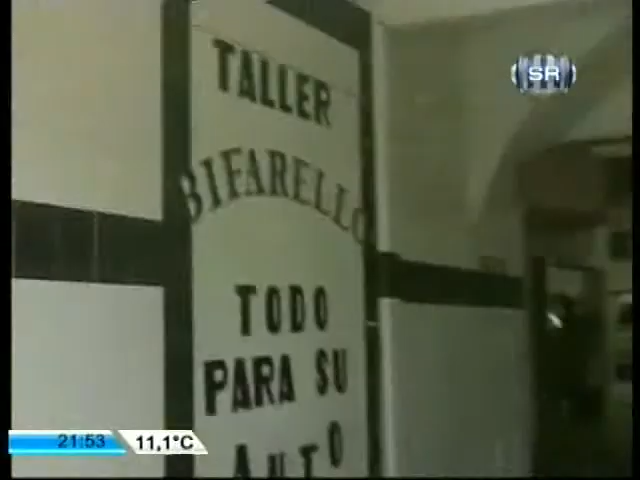 TALLER
SR
BIFARELLO
TODO
PARA SU
AUTO
21:53 11,1°C